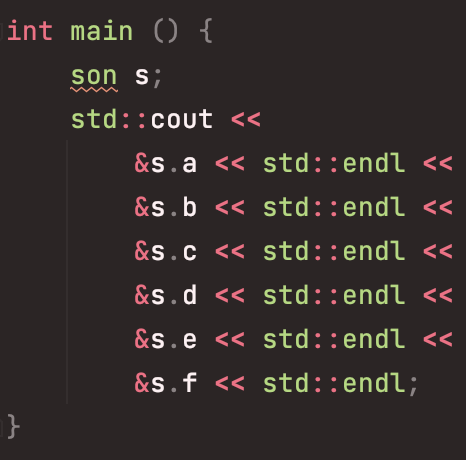 int main () {
    son s;
    std::cout <<
        &s.a << std::endl <<
        &s.b << std::endl <<
        &s.c << std::endl <<
        &s.d << std::endl <<
        &s.e << std::endl <<
        &s.f << std::endl;
}